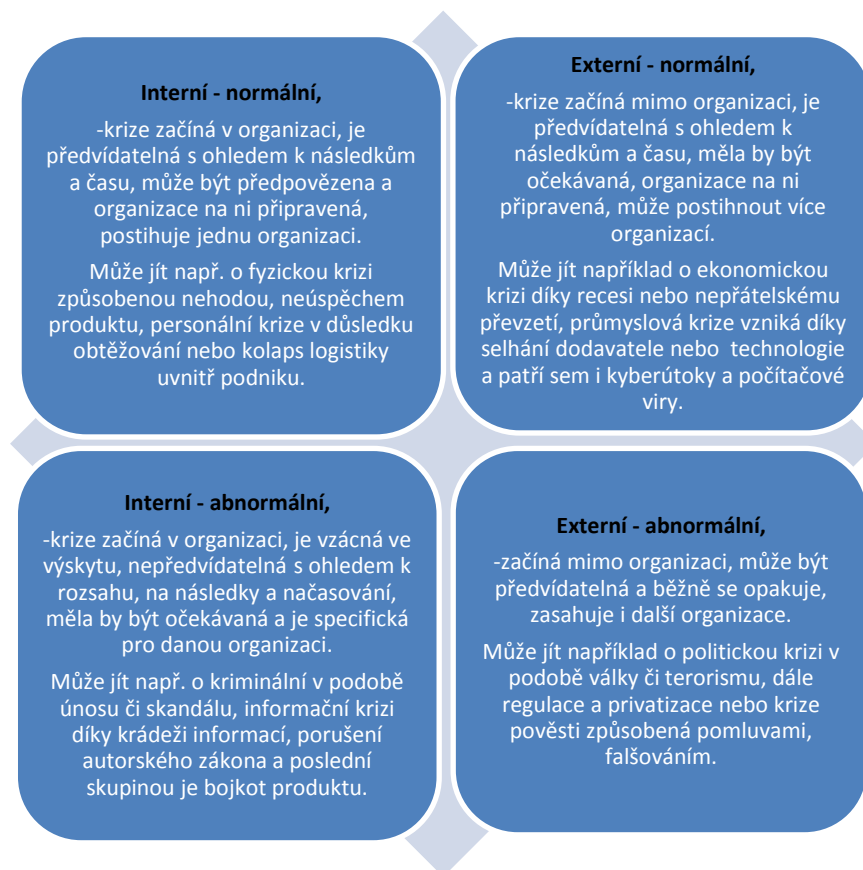 Interní - normální,
-krize začíná v organizaci, je
předvídatelná s ohledem k následkům
a času, může být předpovězena a
organizace na ni připravená,
postihuje jednu organizaci.
Může jít např. o fyzickou krizi
způsobenou nehodou, neúspěchem
produktu, personální krize v důsledku
obtěžování nebo kolaps logistiky
uvnitř podniku.
Externí - normální,
-krize začíná mimo organizaci, je
předvídatelná s ohledem k
následkům a času, měla by být
očekávaná, organizace na ni
připravená, může postihnout více
organizací.
Může jít například o ekonomickou
krizi díky recesi nebo nepřátelskému
převzetí, průmyslová krize vzniká díky
selhání dodavatele nebo  technologie
a patří sem i kyberútoky a počítačové
viry.
Interní - abnormální,
-krize začíná v organizaci, je vzácná ve
výskytu, nepředvídatelná s ohledem k
rozsahu, na následky a načasování,
měla by být očekávaná a je specifická
pro danou organizaci.
Může jít např. o kriminální v podobě
únosu či skandálu, informační krizi
díky krádeži informací, porušení
autorského zákona a poslední
skupinou je bojkot produktu.
Externí - abnormální,
-začíná mimo organizaci, může být
předvídatelná a běžně se opakuje,
zasahuje i další organizace.
Může jít například o politickou krizi v
podobě války či terorismu, dále
regulace a privatizace nebo krize
pověsti způsobená pomluvami,
falšováním.